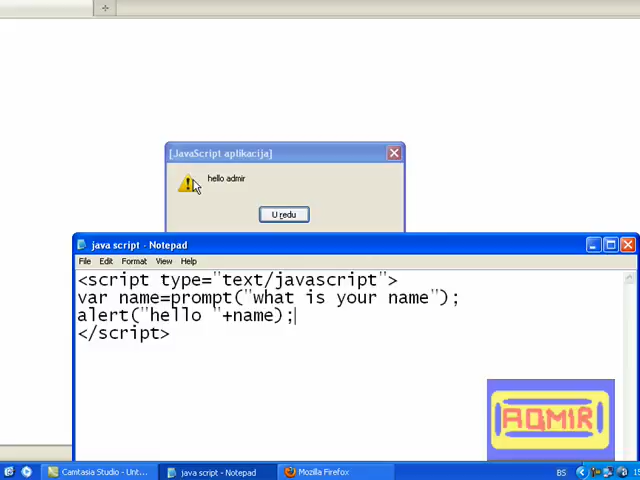 [JavaScript aplikacija]
hello admir
U redu
java script - Notepad
File Edit Format View Help
<script type="text/javascript">
var name=prompt("what is your name");
alert("hello "+name);
</script>
AQMIR
Camtasia Studio - Unt...
java script - Notepad
Mozilla Firefox
BS